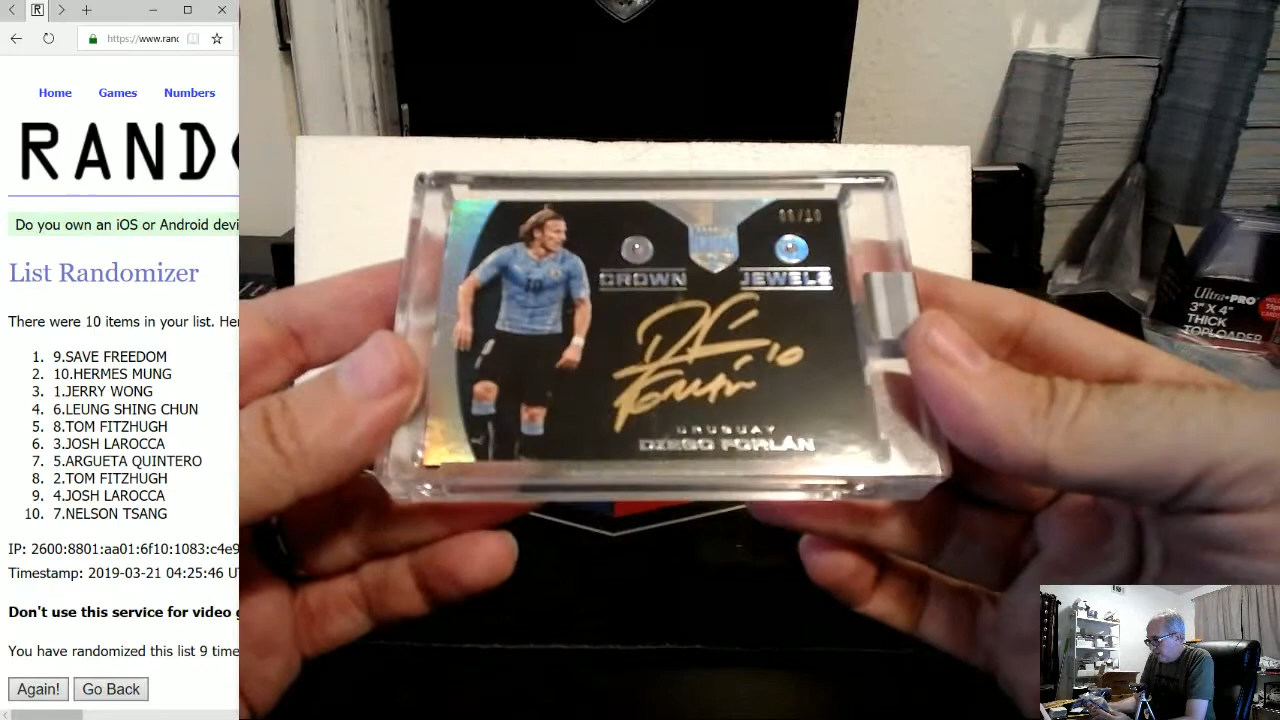 R
https://www.ranc
Home Games Numbers
RANDO
Do you own an iOS or Android devi
List Randomizer
There were 10 items in your list. Her
1. 9.SAVE FREEDOM
2. 10.HERMES MUNG
3. 1.JERRY WONG
4. 6.LEUNG SHING CHUN
5. 8.TOM FITZHUGH
6. 3.JOSH LAROCCA
7. 5.ARGUETA QUINTERO
8. 2.TOM FITZHUGH
9. 4.JOSH LAROCCA
10. 7.NELSON TSANG
IP: 2600:8801:aa01:6f10:1083:c4e9
Timestamp: 2019-03-21 04:25:46 U
Don't use this service for video g
You have randomized this list 9 time
Again! Go Back
CROWN JEWELS
10
Forlán
URUGUAY
DIEGO FORLÁN
Ultra·PRO
3" X 4"
THICK
TOPLOADER